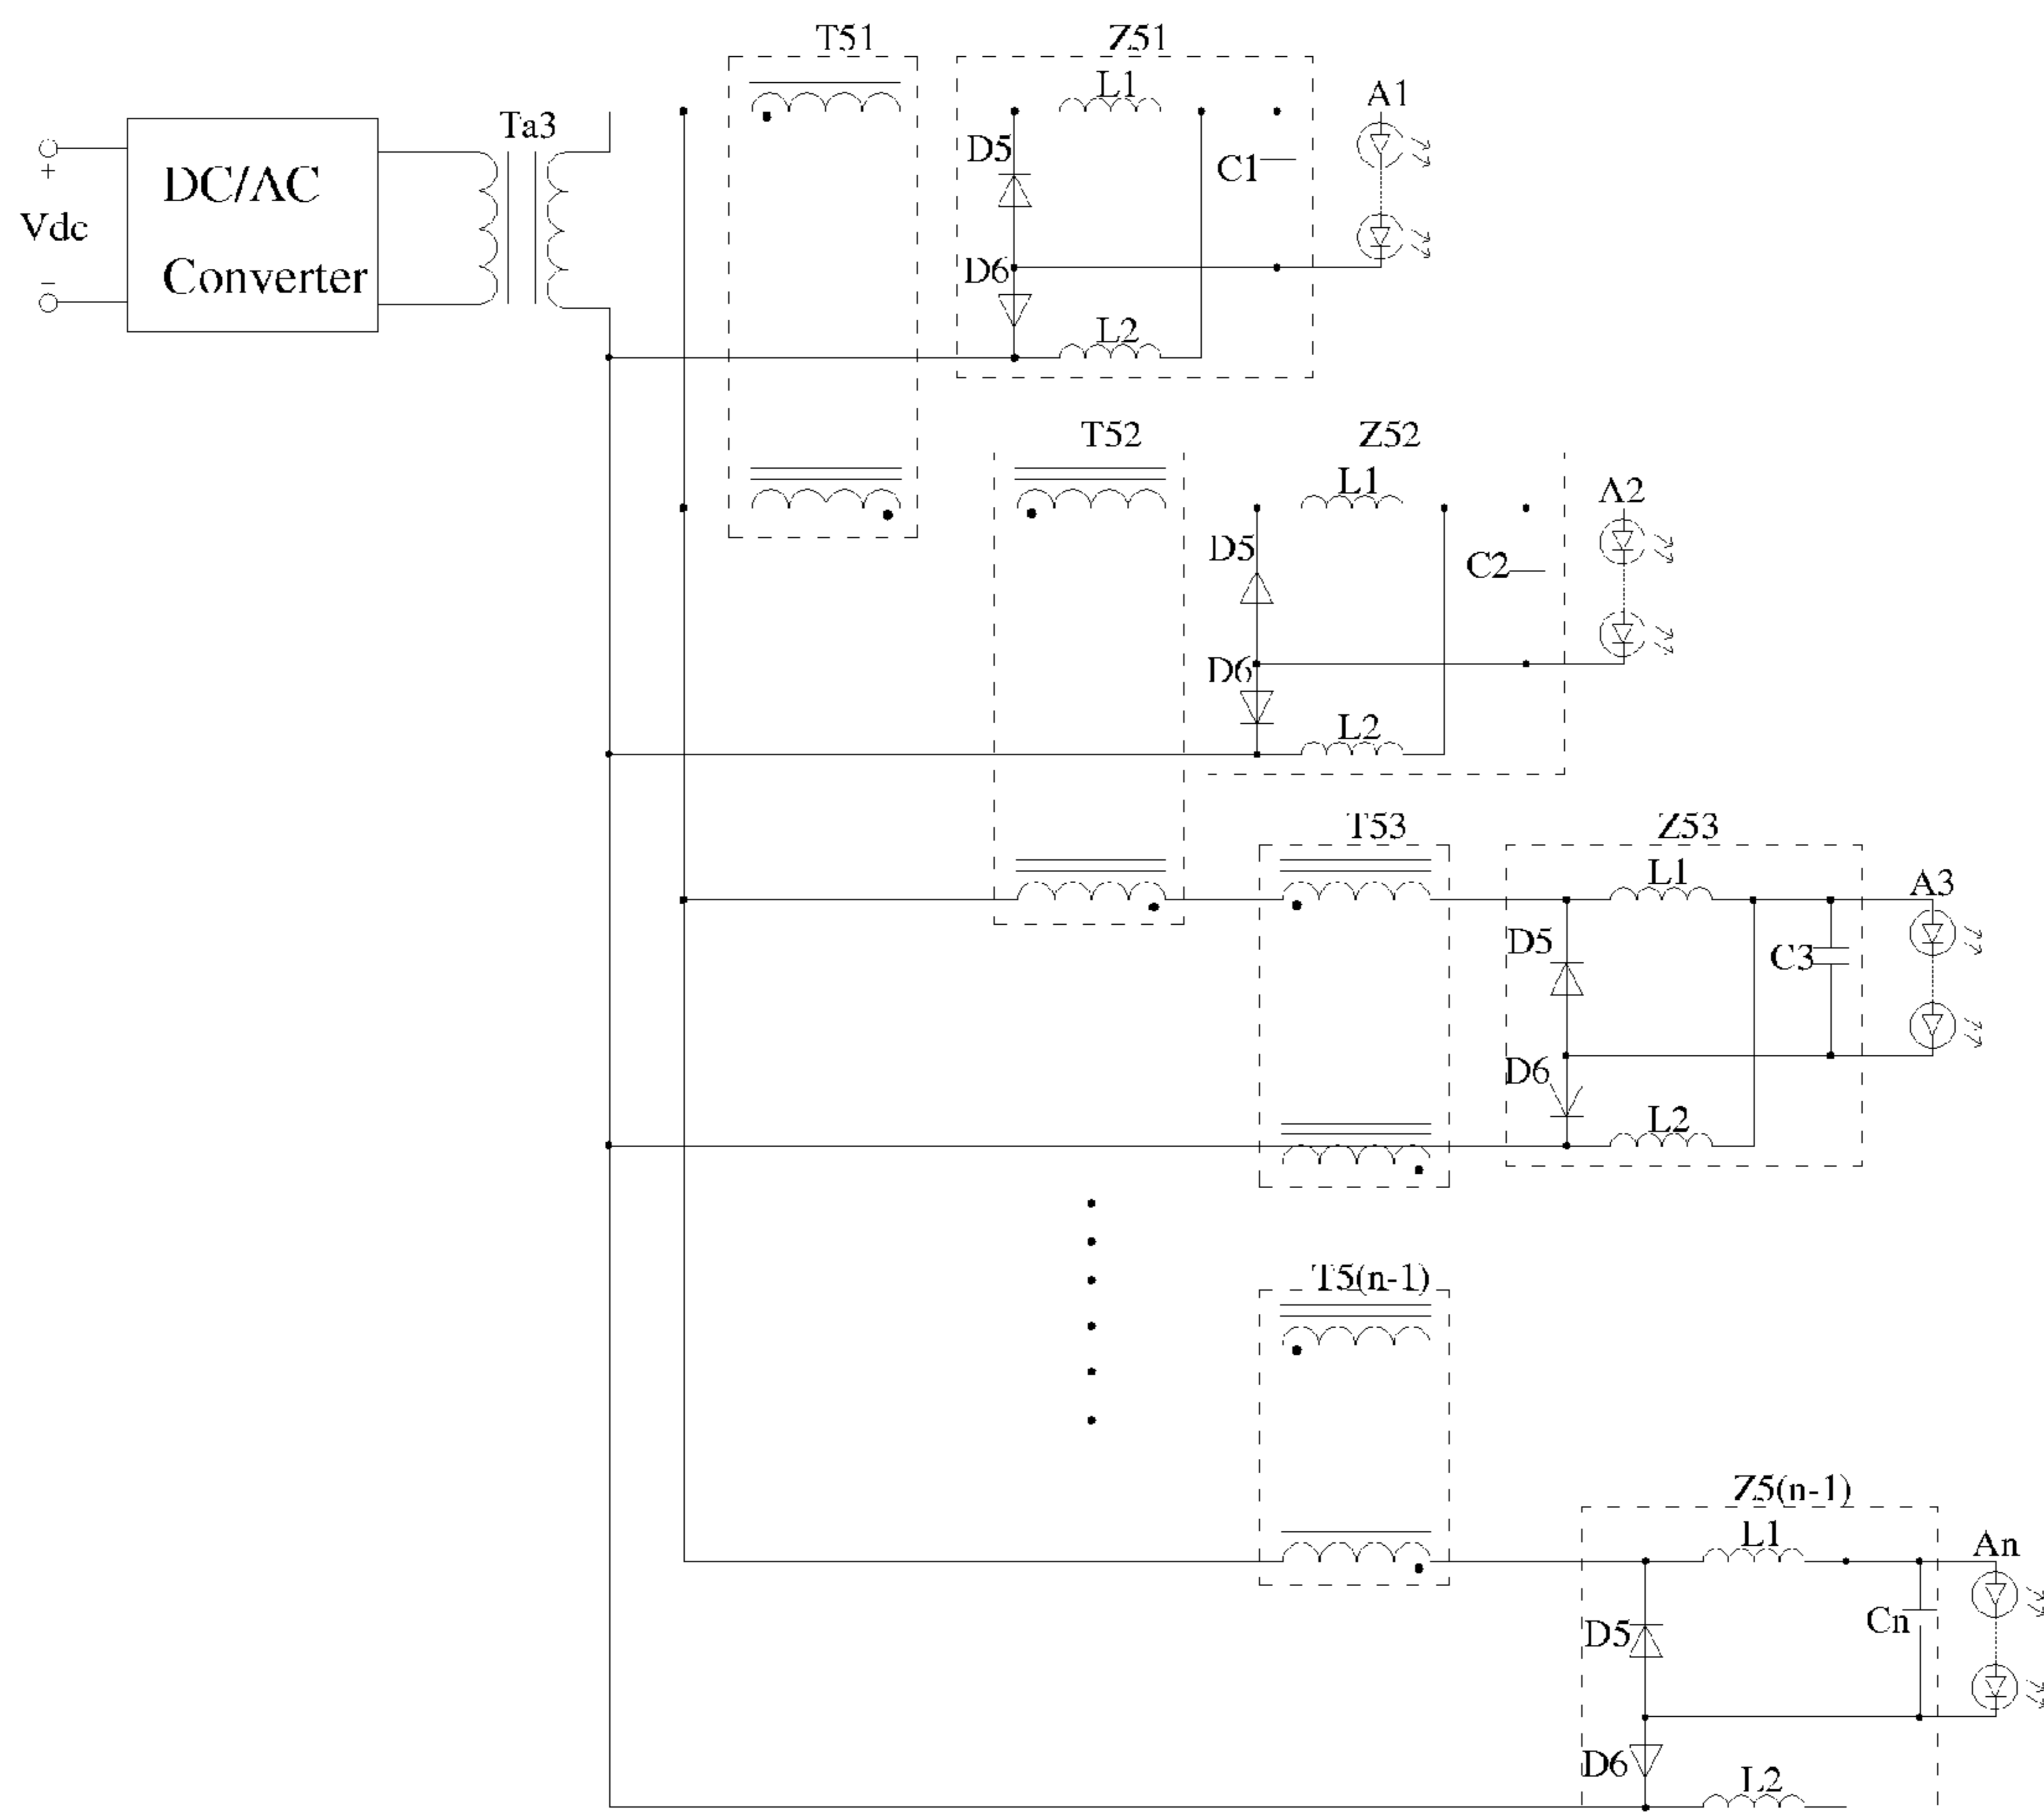 T51
Z51
L1
A1
Ta3
+
DC/AC
D5
C1
Vdc
Converter
D6
−
L2
T52
Z52
L1
A2
D5
C2
D6
L2
T53
Z53
L1
A3
D5
C3
D6
L2
T5(n-1)
Z5(n-1)
L1
An
Cn
D5
D6
L2